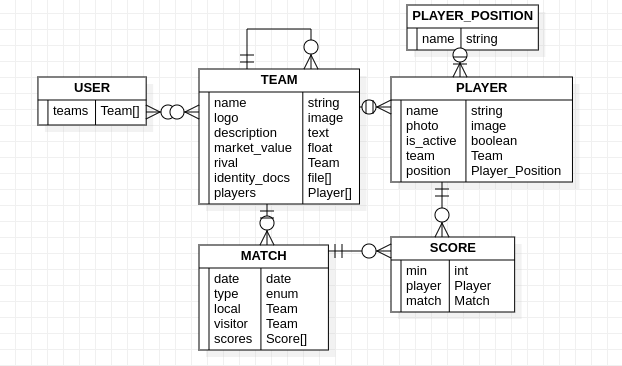 PLAYER_POSITION
name string
USER
teams Team[]
TEAM
name string
logo image
description text
market_value float
rival Team
identity_docs file[]
players Player[]
PLAYER
name string
photo image
is_active boolean
team Team
position Player_Position
MATCH
date date
type enum
local Team
visitor Team
scores Score[]
SCORE
min int
player Player
match Match